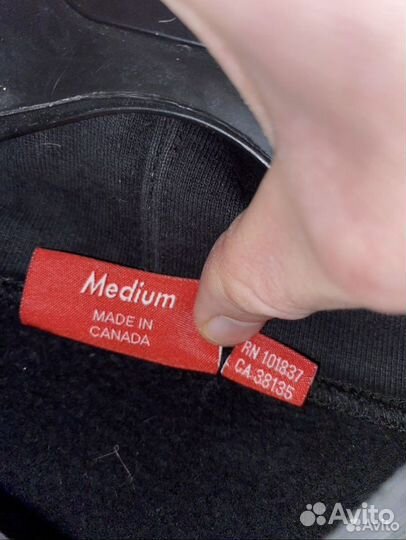 Medium
MADE IN
CANADA
RN 101837
CA 38135
Avito